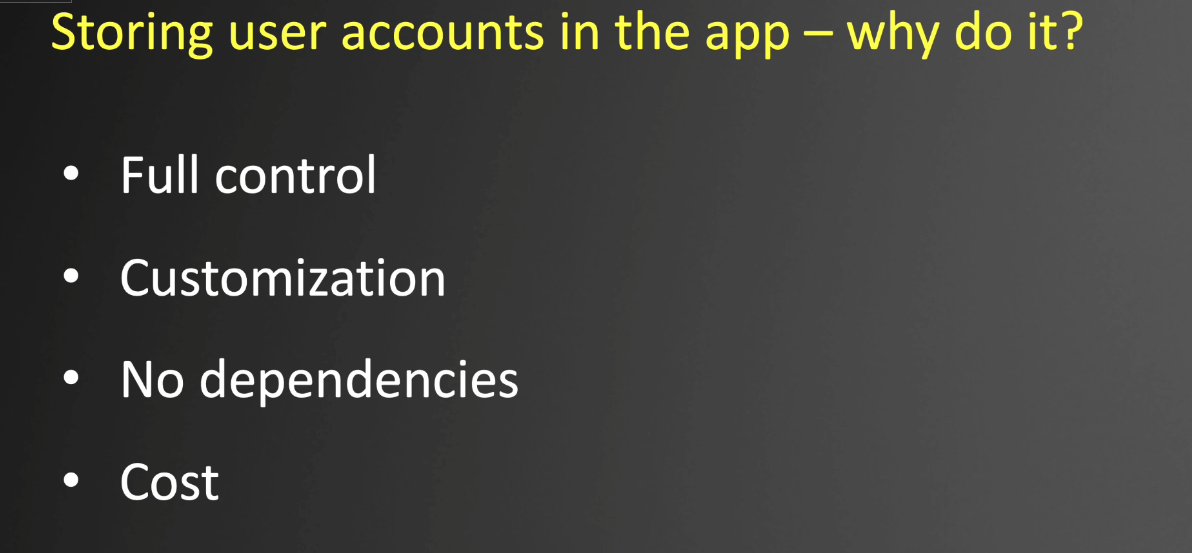 Storing user accounts in the app – why do it?
• Full control
• Customization
• No dependencies
• Cost